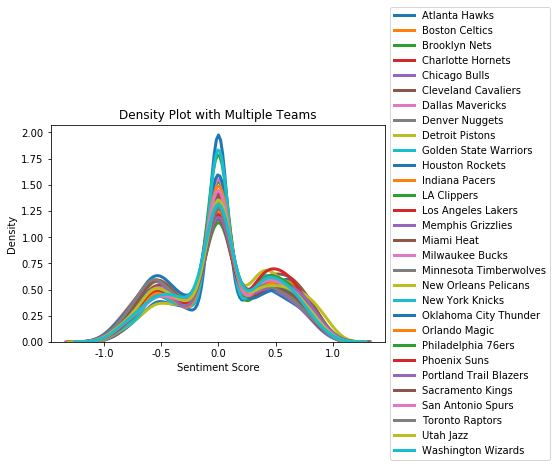 Density Plot with Multiple Teams
Density
2.00
1.75
1.50
1.25
1.00
0.75
0.50
0.25
0.00
-1.0 -0.5 0.0 0.5 1.0
Sentiment Score
Atlanta Hawks
Boston Celtics
Brooklyn Nets
Charlotte Hornets
Chicago Bulls
Cleveland Cavaliers
Dallas Mavericks
Denver Nuggets
Detroit Pistons
Golden State Warriors
Houston Rockets
Indiana Pacers
LA Clippers
Los Angeles Lakers
Memphis Grizzlies
Miami Heat
Milwaukee Bucks
Minnesota Timberwolves
New Orleans Pelicans
New York Knicks
Oklahoma City Thunder
Orlando Magic
Philadelphia 76ers
Phoenix Suns
Portland Trail Blazers
Sacramento Kings
San Antonio Spurs
Toronto Raptors
Utah Jazz
Washington Wizards